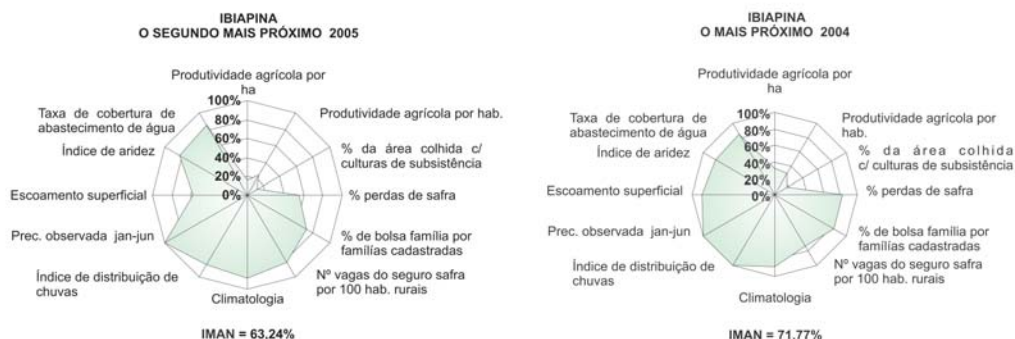 IBIAPINA
O SEGUNDO MAIS PRÓXIMO 2005
Produtividade agrícola por
ha
Taxa de cobertura de
abastecimento de água
Índice de aridez
Escoamento superficial
Prec. observada jan-jun
Índice de distribuição de
chuvas
Climatologia
Nº vagas do seguro safra
por 100 hab. rurais
% de bolsa família por
famílias cadastradas
% perdas de safra
% da área colhida c/
culturas de subsistência
Produtividade agrícola por hab.
100%
80%
60%
40%
20%
0%
IMAN = 63,24%
IBIAPINA
O MAIS PRÓXIMO 2004
Produtividade agrícola por
ha
Taxa de cobertura de
abastecimento de água
Índice de aridez
Escoamento superficial
Prec. observada jan-jun
Índice de distribuição de
chuvas
Climatologia
Nº vagas do seguro safra
por 100 hab. rurais
% de bolsa família por
famílias cadastradas
% perdas de safra
% da área colhida
c/ culturas de subsistência
Produtividade agrícola por
hab.
100%
80%
60%
40%
20%
0%
IMAN = 71,77%